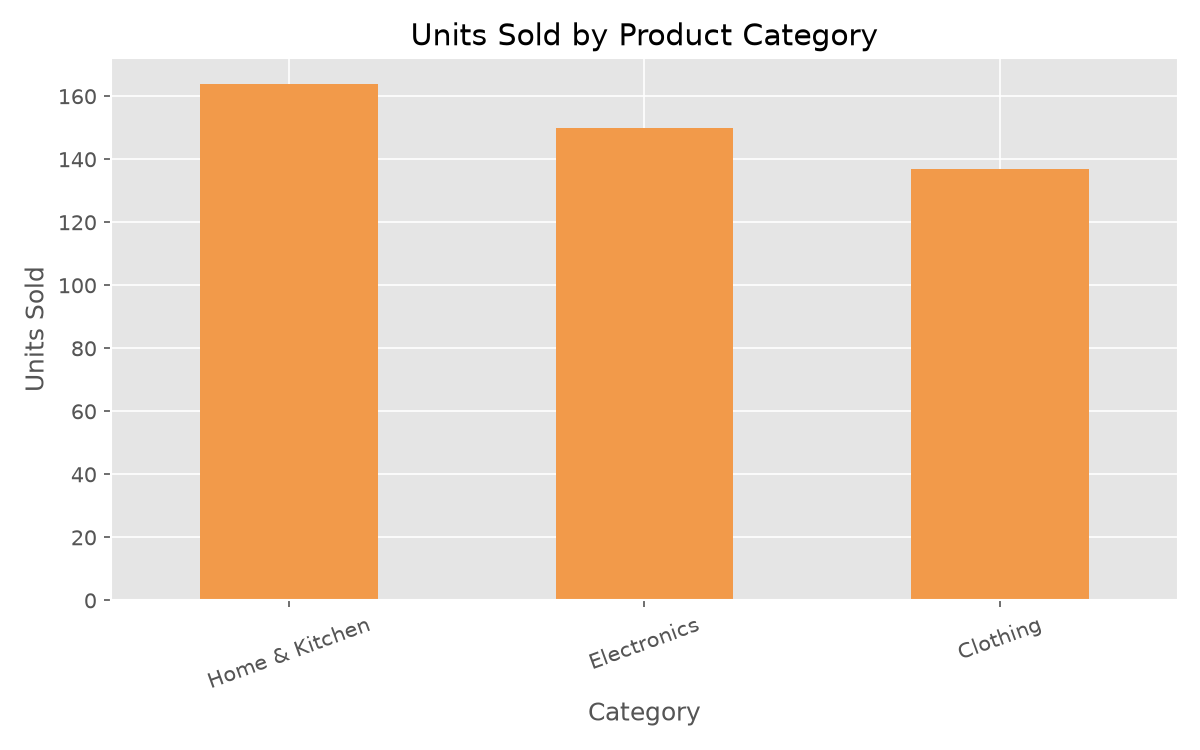 Units Sold by Product Category
Units Sold
160
140
120
100
80
60
40
20
0
Home & Kitchen
Electronics
Clothing
Category